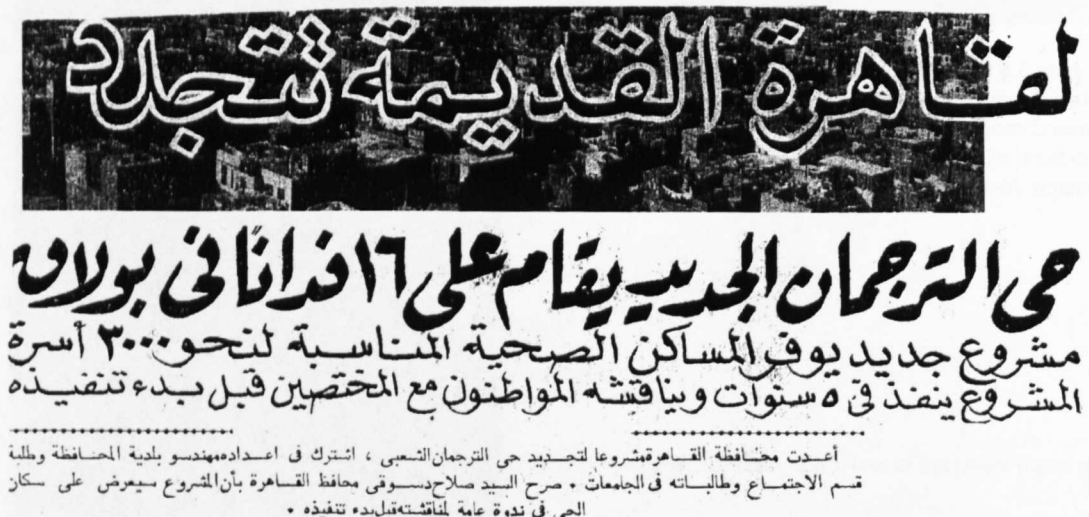 لقاهرة القديمة تتجدد
حى الترجمان الجديد يقام على ١٦ فدانًا فى بولاق
مشروع جديد يوفر المساكن الصحية المناسبة لنحو ٣٠٠٠ أسرة
المشروع ينفذ فى ٥ سنوات ويناقشه المواطنون مع المختصين قبل بدء تنفيذه
أعدت محافظة القاهرة مشروعا لتجديد حى الترجمان الشعبى ، اشترك فى اعداده مهندسو بلدية المحافظة وطلبة
قسم الاجتماع وطالباته فى الجامعات ٠ صرح السيد صلاح دسوقى محافظ القاهرة بأن المشروع سيعرض على سكان
الحى فى ندوة عامة لمناقشته قبل بدء تنفيذه ٠